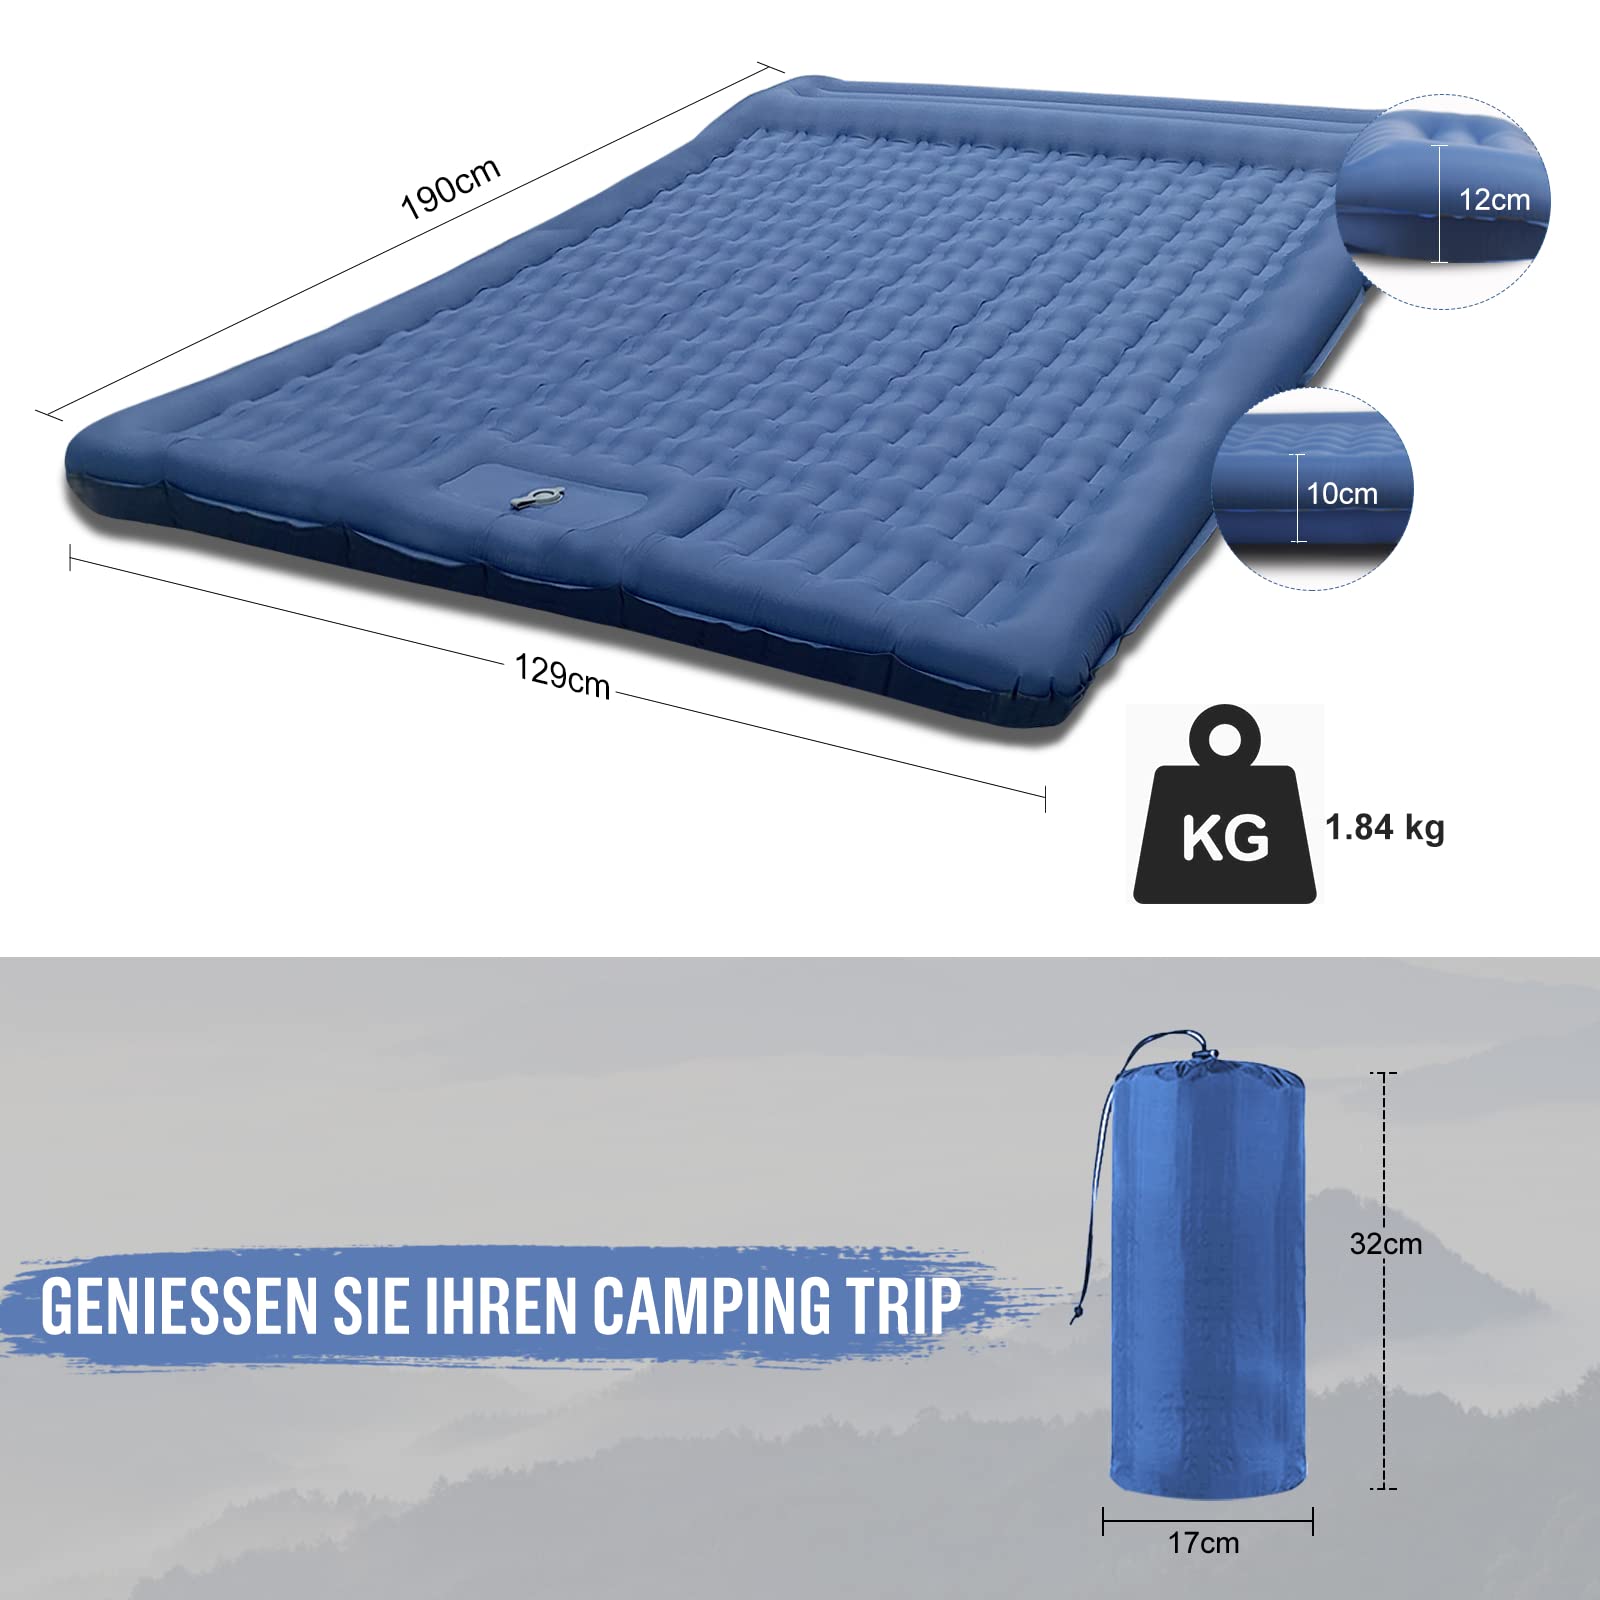 190cm
12cm
10cm
129cm
KG
1.84 kg
GENIESSEN SIE IHREN CAMPING TRIP
32cm
17cm